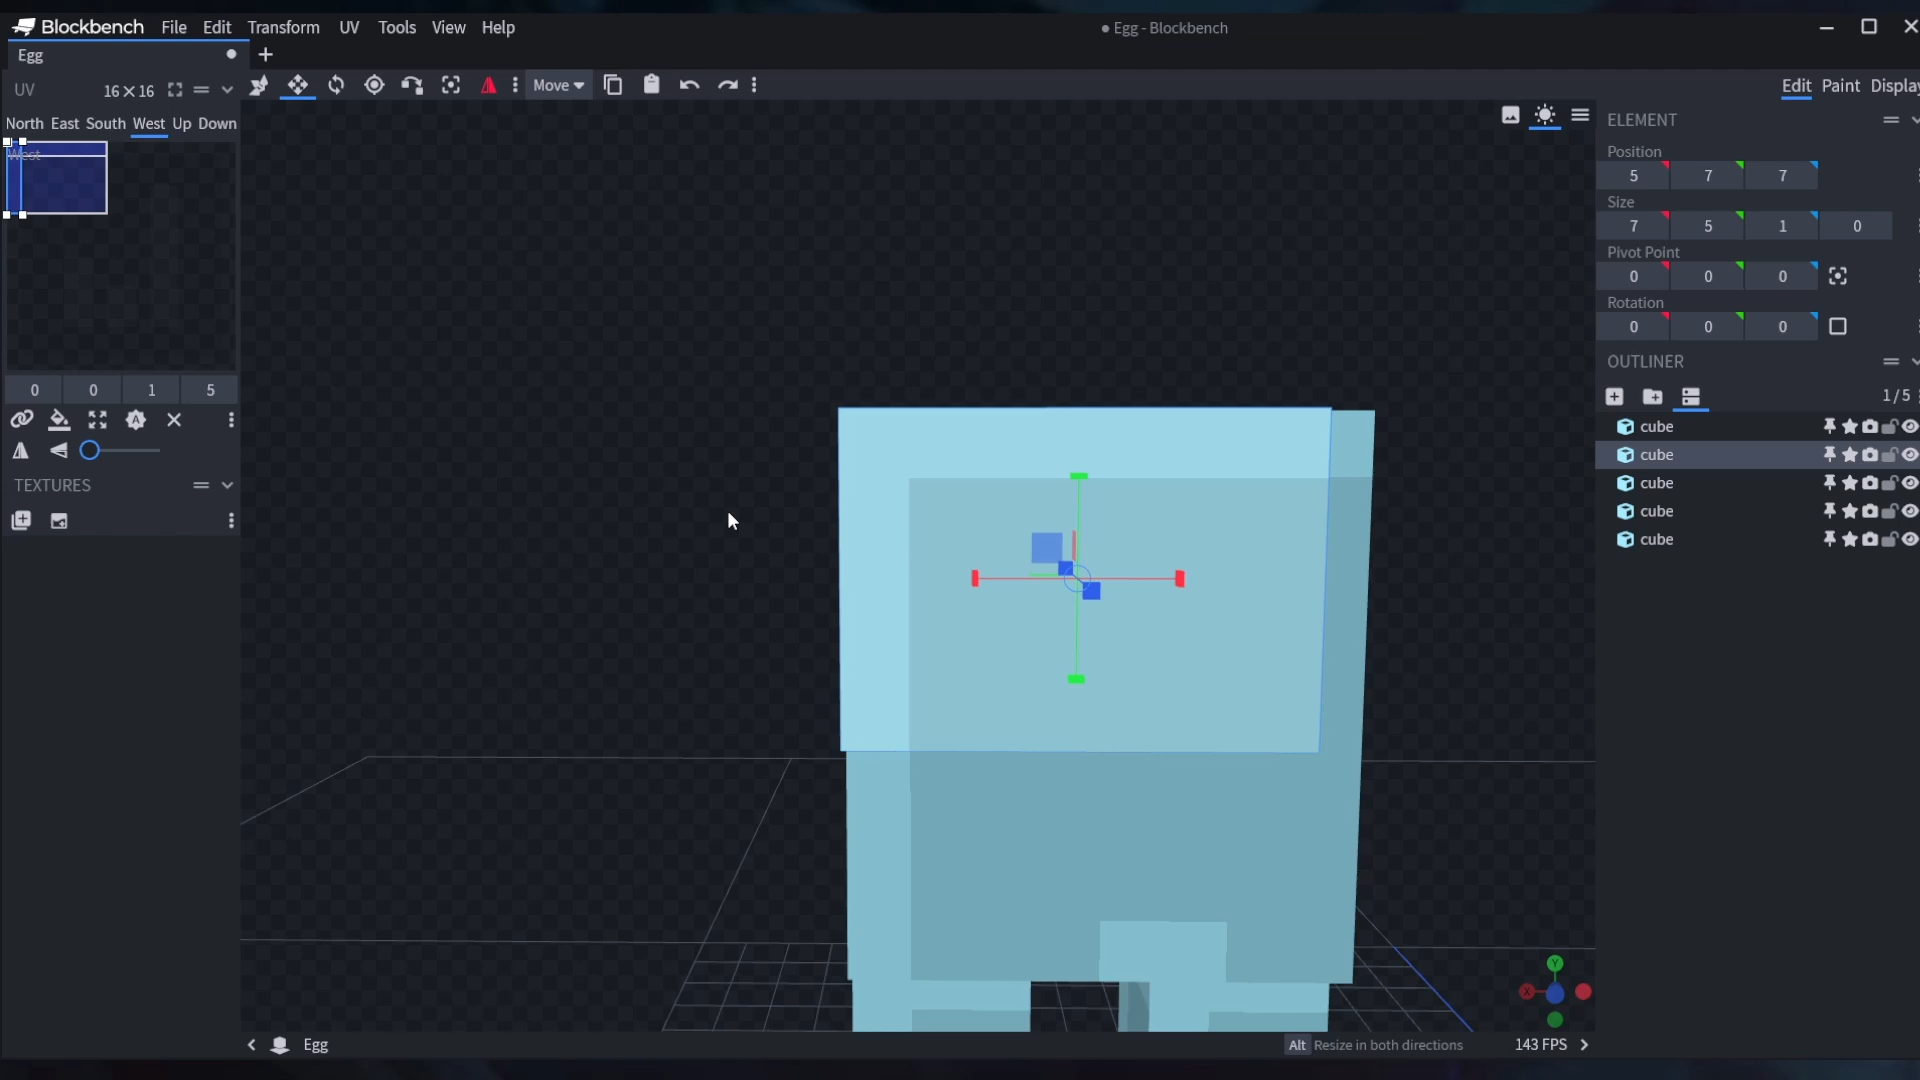 Blockbench File Edit Transform UV Tools View Help
Egg - Blockbench
Egg
UV 16×16
Move
Edit Paint Display
North East South West Up Down
West
ELEMENT
Position
5 7 7
Size
7 5 1 0
Pivot Point
0 0 0
Rotation
0 0 0
OUTLINER
1/5
cube
cube
cube
cube
cube
0 0 1 5
TEXTURES
Y
X
Egg
Alt Resize in both directions
143 FPS